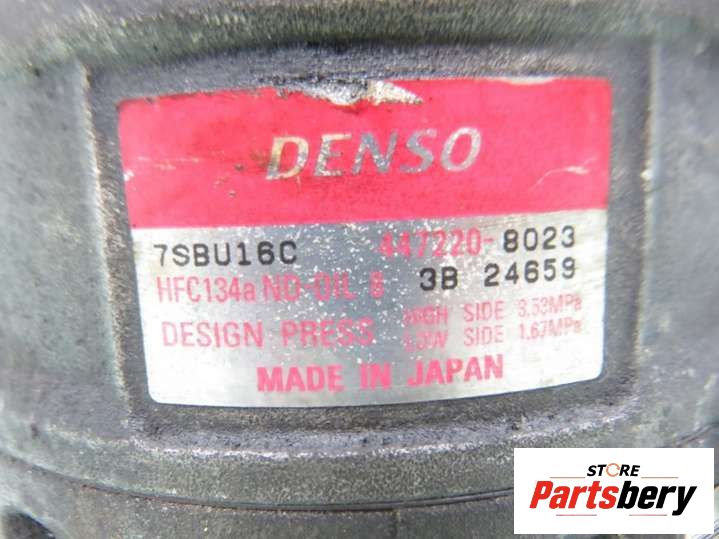 DENSO
7SBU16C 447220-8023
HFC134a ND-OIL 8 3B 24659
DESIGN PRESS HIGH SIDE 3.53MPa
LOW SIDE 1.67MPa
MADE IN JAPAN
STORE
Partsbery